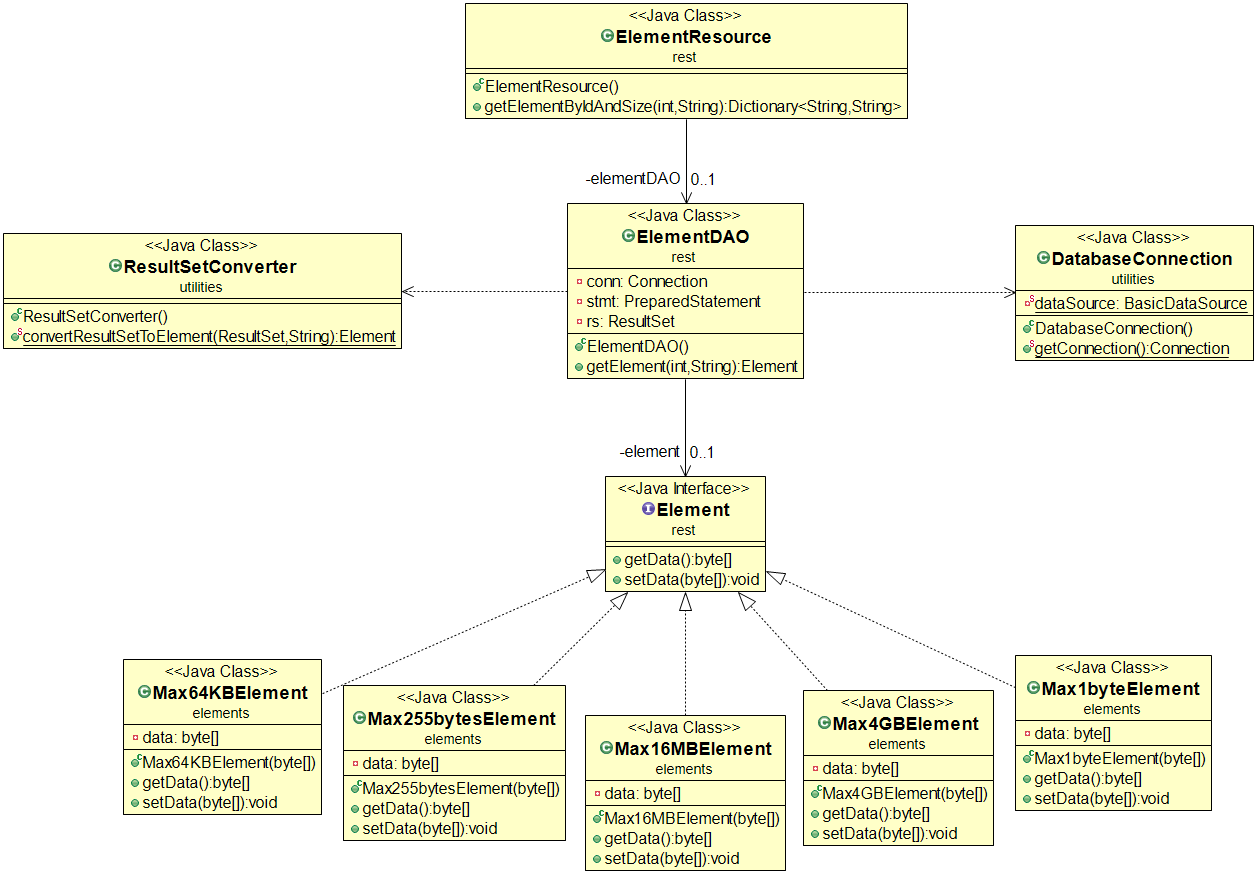 <<Java Class>>
ElementResource
rest
ElementResource()
getElementByIdAndSize(int,String):Dictionary<String,String>
-elementDAO 0..1
<<Java Class>>
ElementDAO
rest
conn: Connection
stmt: PreparedStatement
rs: ResultSet
ElementDAO()
getElement(int,String):Element
<<Java Class>>
ResultSetConverter
utilities
ResultSetConverter()
convertResultSetToElement(ResultSet,String):Element
<<Java Class>>
DatabaseConnection
utilities
dataSource: BasicDataSource
DatabaseConnection()
getConnection():Connection
-element 0..1
<<Java Interface>>
Element
rest
getData():byte[]
setData(byte[]):void
<<Java Class>>
Max64KBElement
elements
data: byte[]
Max64KBElement(byte[])
getData():byte[]
setData(byte[]):void
<<Java Class>>
Max255bytesElement
elements
data: byte[]
Max255bytesElement(byte[])
getData():byte[]
setData(byte[]):void
<<Java Class>>
Max16MBElement
elements
data: byte[]
Max16MBElement(byte[])
getData():byte[]
setData(byte[]):void
<<Java Class>>
Max4GBElement
elements
data: byte[]
Max4GBElement(byte[])
getData():byte[]
setData(byte[]):void
<<Java Class>>
Max1byteElement
elements
data: byte[]
Max1byteElement(byte[])
getData():byte[]
setData(byte[]):void